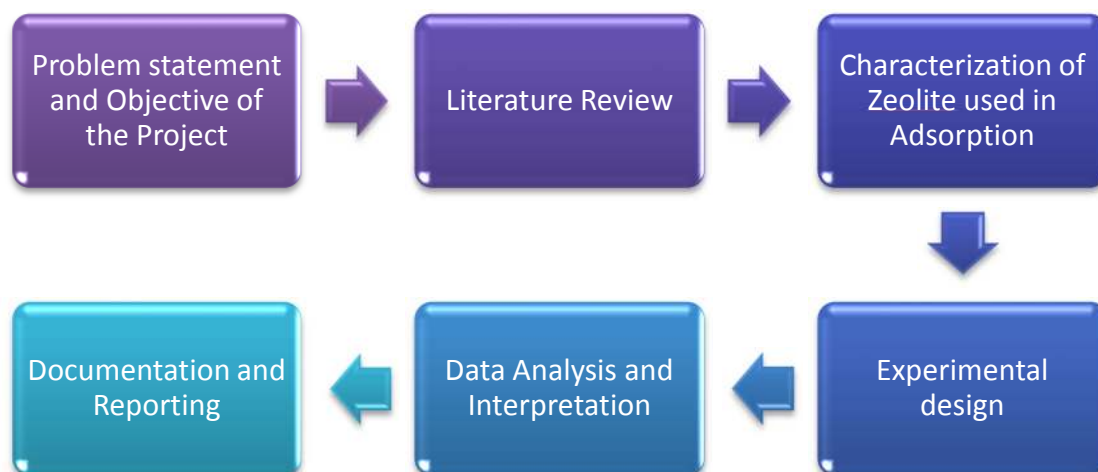 Problem statement
and Objective of
the Project
Literature Review
Characterization of
Zeolite used in
Adsorption
Experimental
design
Data Analysis and
Interpretation
Documentation and
Reporting